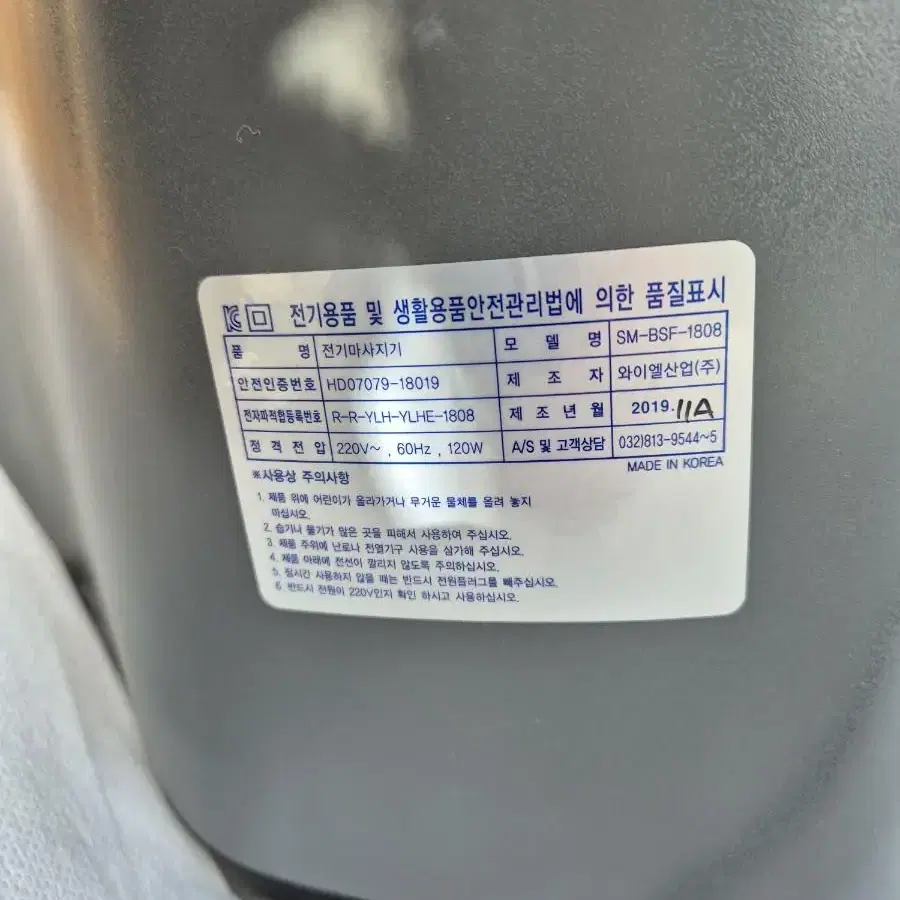 전기용품 및 생활용품안전관리법에 의한 품질표시
품 명 전기마사지기 모 델 명 SM-BSF-1808
안전인증번호 HD07079-18019 제 조 자 와이엘산업(주)
전자파적합등록번호 R-R-YLH-YLHE-1808 제 조 년 월 2019.11A
정 격 전 압 220V~ , 60Hz , 120W A/S 및 고객상담 032)813-9544~5
MADE IN KOREA
※사용상 주의사항
1. 제품 위에 어린이가 올라가거나 무거운 물체를 올려 놓지
마십시오.
2. 습기나 물기가 많은 곳을 피해서 사용하여 주십시오.
3. 제품 주위에 난로나 전열기구 사용을 삼가해 주십시오.
4. 제품 아래에 전선이 깔리지 않도록 주의하십시오.
5. 장시간 사용하지 않을 때는 반드시 전원플러그를 빼주십시오.
6. 반드시 전원이 220V인지 확인 하시고 사용하십시오.